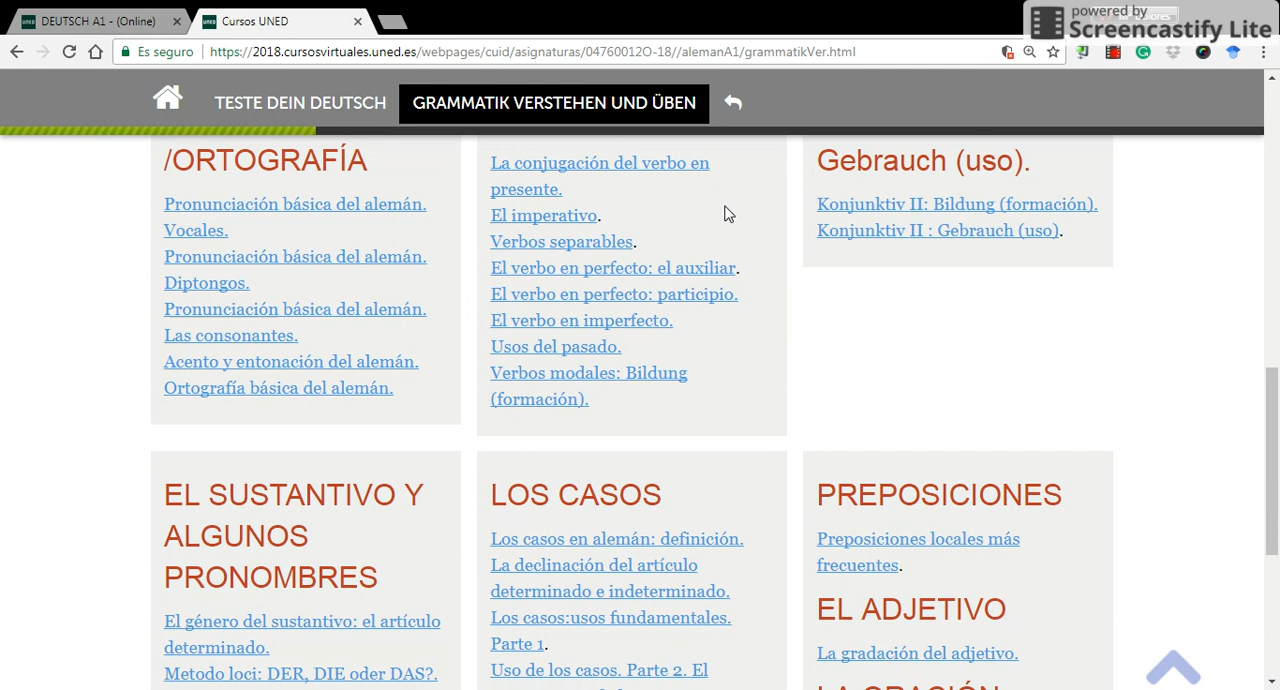 DEUTSCH A1 - (Online)
Cursos UNED
powered by
Screencastify Lite
Es seguro
https://2018.cursosvirtuales.uned.es/webpages/cuid/asignaturas/04760012O-18//alemanA1/grammatikVer.html
TESTE DEIN DEUTSCH
GRAMMATIK VERSTEHEN UND ÜBEN
/ORTOGRAFÍA
Pronunciación básica del alemán.
Vocales.
Pronunciación básica del alemán.
Diptongos.
Pronunciación básica del alemán.
Las consonantes.
Acento y entonación del alemán.
Ortografía básica del alemán.
La conjugación del verbo en
presente.
El imperativo.
Verbos separables.
El verbo en perfecto: el auxiliar.
El verbo en perfecto: participio.
El verbo en imperfecto.
Usos del pasado.
Verbos modales: Bildung
(formación).
Gebrauch (uso).
Konjunktiv II: Bildung (formación).
Konjunktiv II : Gebrauch (uso).
EL SUSTANTIVO Y
ALGUNOS
PRONOMBRES
El género del sustantivo: el artículo
determinado.
Metodo loci: DER, DIE oder DAS?.
LOS CASOS
Los casos en alemán: definición.
La declinación del artículo
determinado e indeterminado.
Los casos:usos fundamentales.
Parte 1.
Uso de los casos. Parte 2. El
PREPOSICIONES
Preposiciones locales más
frecuentes.
EL ADJETIVO
La gradación del adjetivo.
LA ORACIÓN